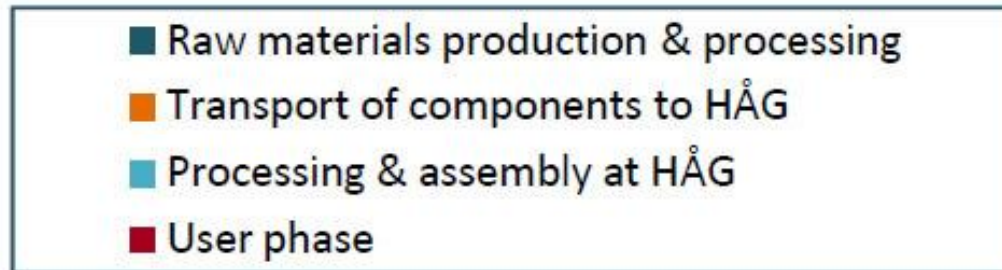 Raw materials production & processing
Transport of components to HÅG
Processing & assembly at HÅG
User phase